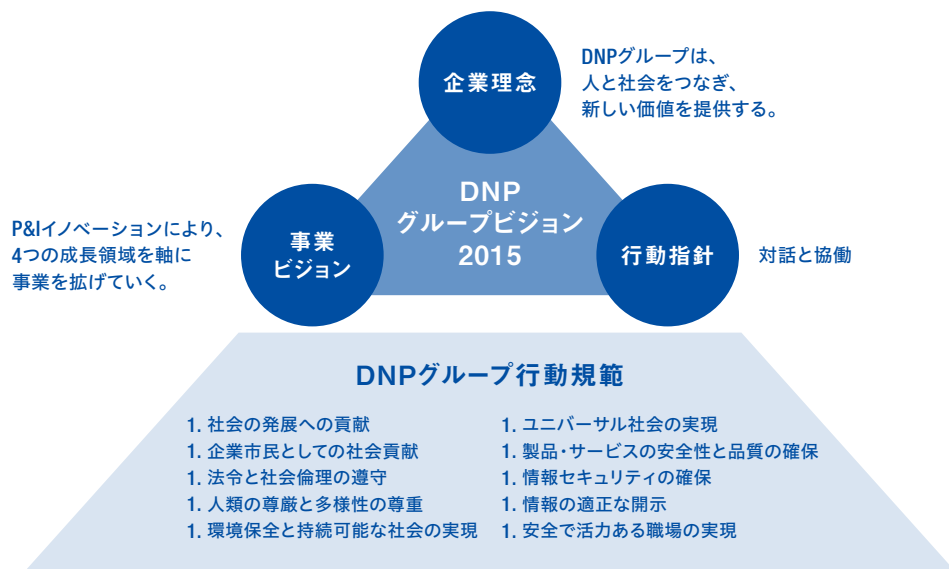 企業理念
DNPグループは、
人と社会をつなぎ、
新しい価値を提供する。
DNP
グループビジョン
2015
P&Iイノベーションにより、
4つの成長領域を軸に
事業を拡げていく。
事業
ビジョン
行動指針
対話と協働
DNPグループ行動規範
1. 社会の発展への貢献
1. 企業市民としての社会貢献
1. 法令と社会倫理の遵守
1. 人類の尊厳と多様性の尊重
1. 環境保全と持続可能な社会の実現
1. ユニバーサル社会の実現
1. 製品・サービスの安全性と品質の確保
1. 情報セキュリティの確保
1. 情報の適正な開示
1. 安全で活力ある職場の実現